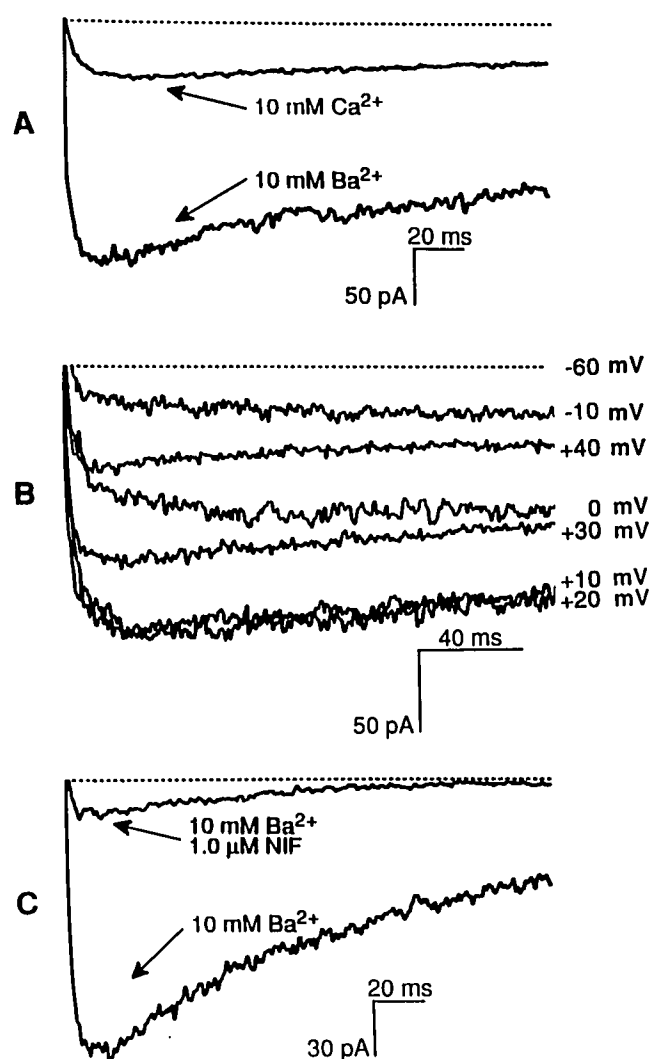 A
10 mM Ca2+
10 mM Ba2+
20 ms
50 pA
B
-60 mV
-10 mV
+40 mV
0 mV
+30 mV
+10 mV
+20 mV
40 ms
50 pA
C
10 mM Ba2+
1.0 μM NIF
10 mM Ba2+
20 ms
30 pA